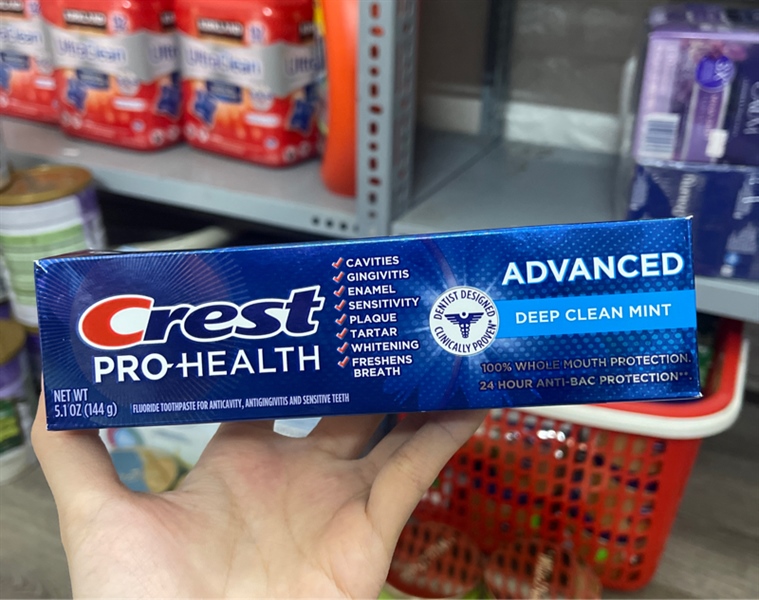 KIRKLAND
UltraClean
UltraClean
Crest
PRO-HEALTH
CAVITIES
GINGIVITIS
ENAMEL
SENSITIVITY
PLAQUE
TARTAR
WHITENING
FRESHENS
BREATH
DENTIST DESIGNED
CLINICALLY PROVEN*
ADVANCED
DEEP CLEAN MINT
100% WHOLE MOUTH PROTECTION.
24 HOUR ANTI-BAC PROTECTION**
NET WT
5.1 OZ (144 g)
FLUORIDE TOOTHPASTE FOR ANTICAVITY, ANTIGINGIVITIS AND SENSITIVE TEETH